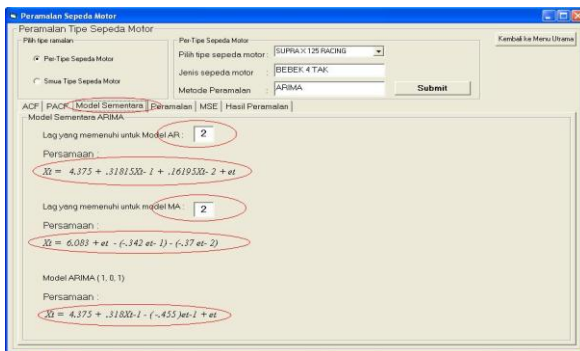 Peramalan Sepeda Motor
Peramalan Tipe Sepeda Motor
Pilih tipe ramalan
Per-Tipe Sepeda Motor
Smua Tipe Sepeda Motor
Per-Tipe Sepeda Motor
Pilih tipe sepeda motor : SUPRA X 125 RACING
Jenis sepeda motor : BEBEK 4 TAK
Metode Peramalan : ARIMA
Submit
Kembali ke Menu Utrama
ACF PACF Model Sementara Peramalan MSE Hasil Peramalan
Model Sementara ARIMA
Lag yang memenuhi untuk Model AR : 2
Persamaan :
Xt = 4.375 + .31815Xt- 1 + .16195Xt- 2 + et
Lag yang memenuhi untuk model MA : 2
Persamaan :
Xt = 6.083 + et - (-.342 et- 1) - (-.37 et- 2)
Model ARIMA ( 1, 0, 1)
Persamaan :
Xt = 4.375 + .318Xt-1 - (-.455 )et-1 + et